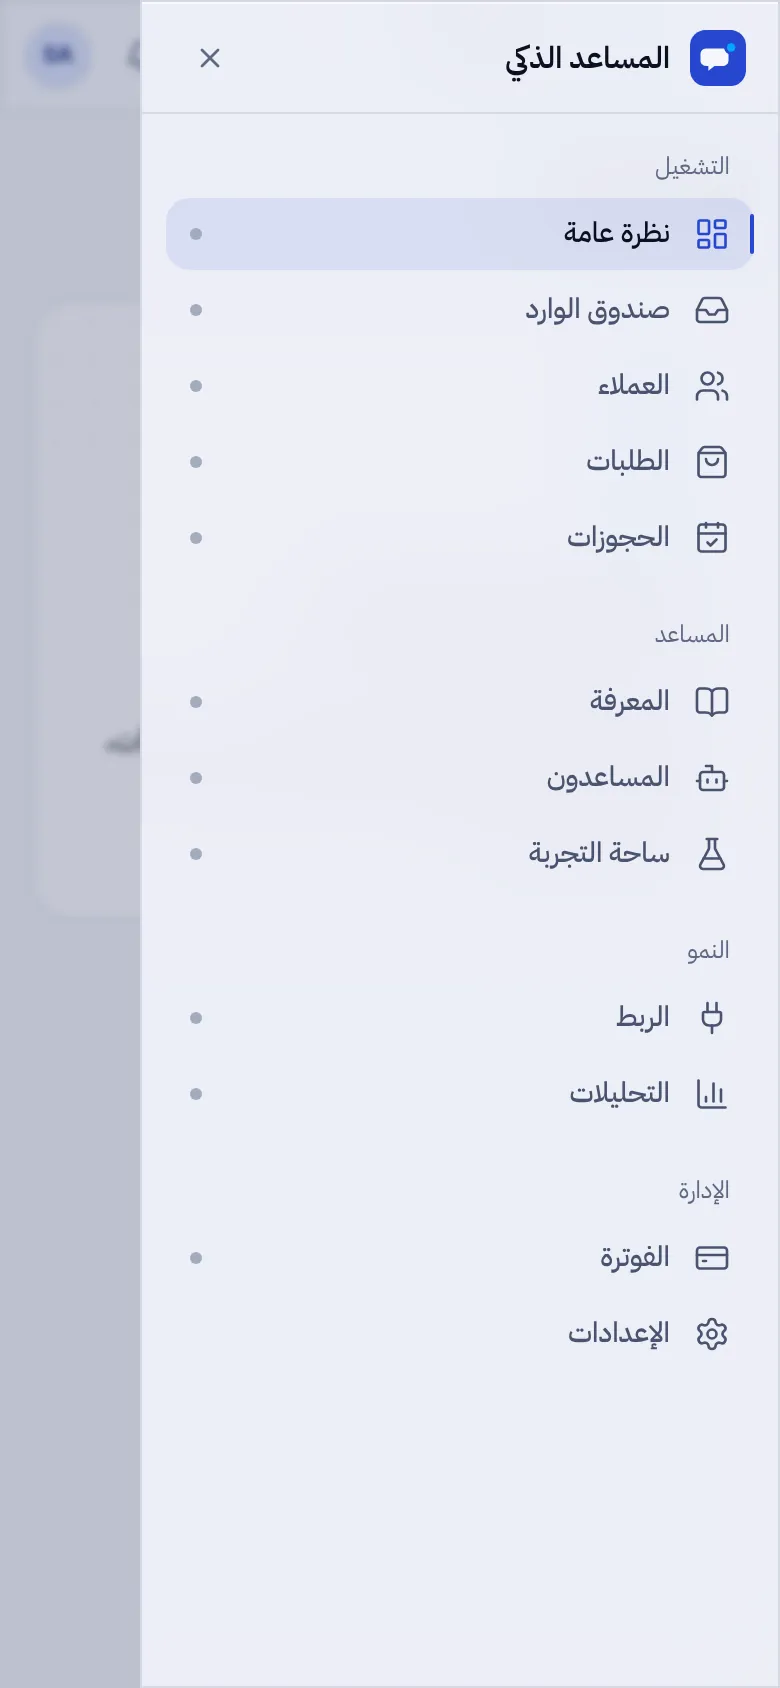 المساعد الذكي
التشغيل
نظرة عامة
صندوق الوارد
العملاء
الطلبات
الحجوزات
المساعد
المعرفة
المساعدون
ساحة التجربة
النمو
الربط
التحليلات
الإدارة
الفوترة
الإعدادات